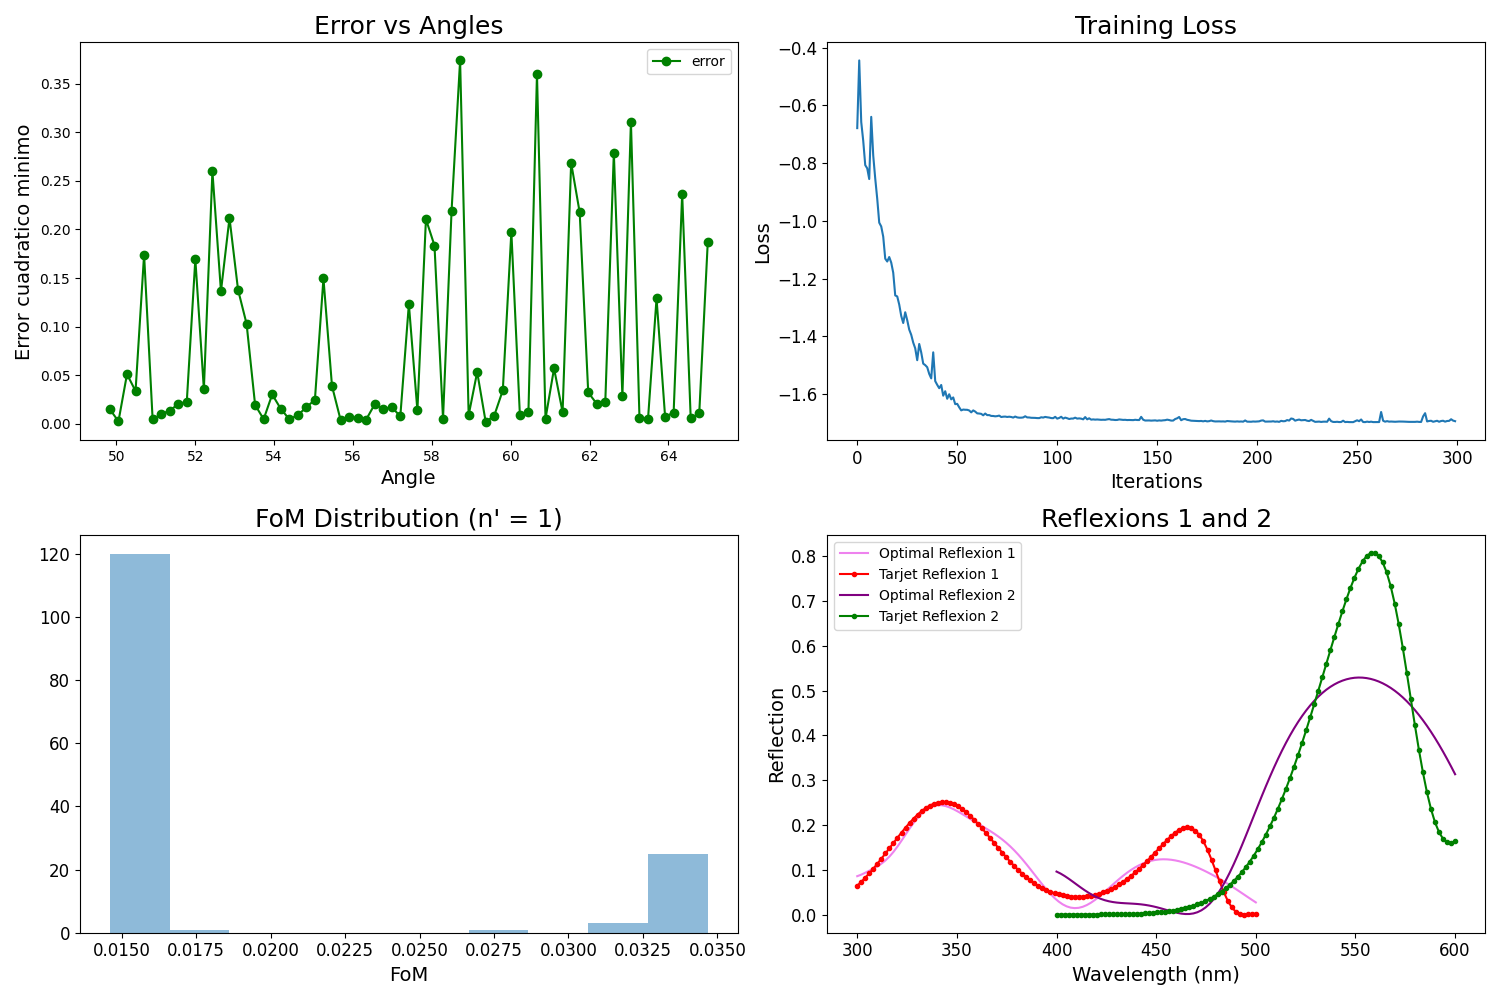 Error vs Angles
error
Error cuadratico minimo
0.35
0.30
0.25
0.20
0.15
0.10
0.05
0.00
50 52 54 56 58 60 62 64
Angle
Training Loss
Loss
−0.4
−0.6
−0.8
−1.0
−1.2
−1.4
−1.6
0 50 100 150 200 250 300
Iterations
FoM Distribution (n' = 1)
120
100
80
60
40
20
0
0.0150 0.0175 0.0200 0.0225 0.0250 0.0275 0.0300 0.0325 0.0350
FoM
Reflexions 1 and 2
Optimal Reflexion 1
Tarjet Reflexion 1
Optimal Reflexion 2
Tarjet Reflexion 2
Reflection
0.8
0.7
0.6
0.5
0.4
0.3
0.2
0.1
0.0
300 350 400 450 500 550 600
Wavelength (nm)